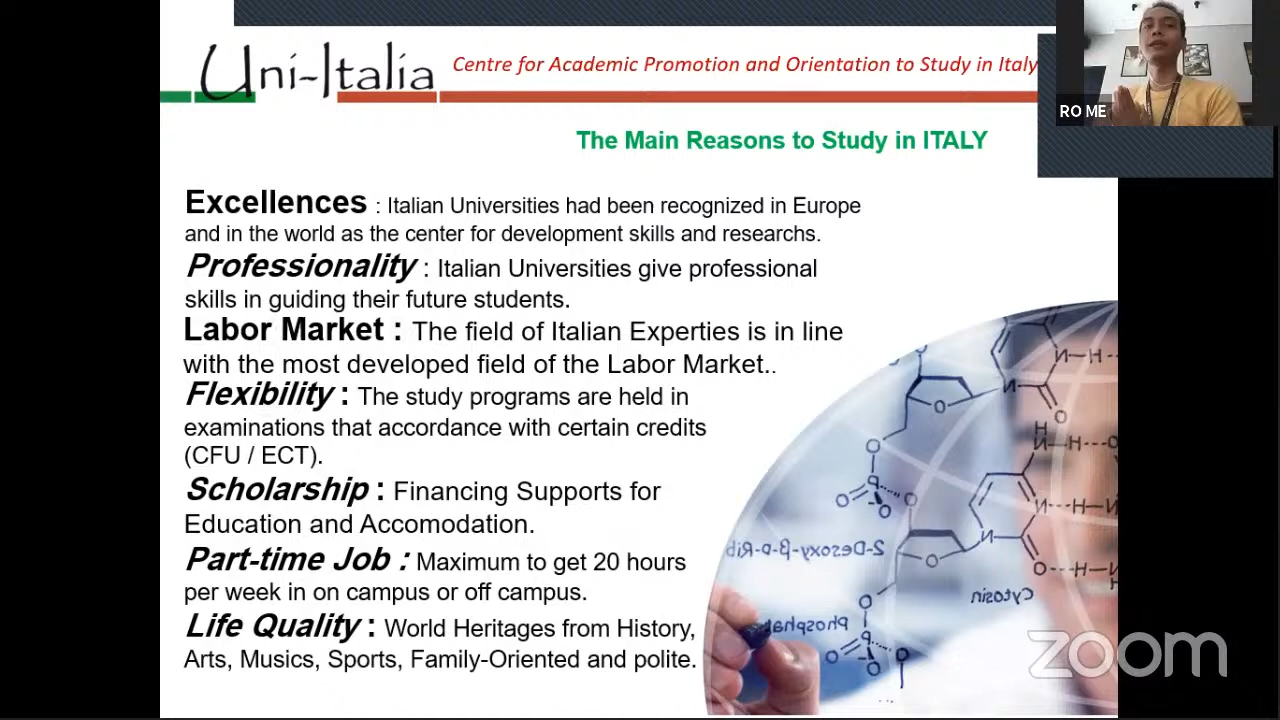 Uni-Italia
Centre for Academic Promotion and Orientation to Study in Italy
RO ME
The Main Reasons to Study in ITALY
Excellences : Italian Universities had been recognized in Europe
and in the world as the center for development skills and researchs.
Professionality : Italian Universities give professional
skills in guiding their future students.
Labor Market : The field of Italian Experties is in line
with the most developed field of the Labor Market..
Flexibility : The study programs are held in
examinations that accordance with certain credits
(CFU / ECT).
Scholarship : Financing Supports for
Education and Accomodation.
Part-time Job : Maximum to get 20 hours
per week in on campus or off campus.
Life Quality : World Heritages from History,
Arts, Musics, Sports, Family-Oriented and polite.
2-Desoxy-β-D-Rib
Cytosin
Phosphat
zoom